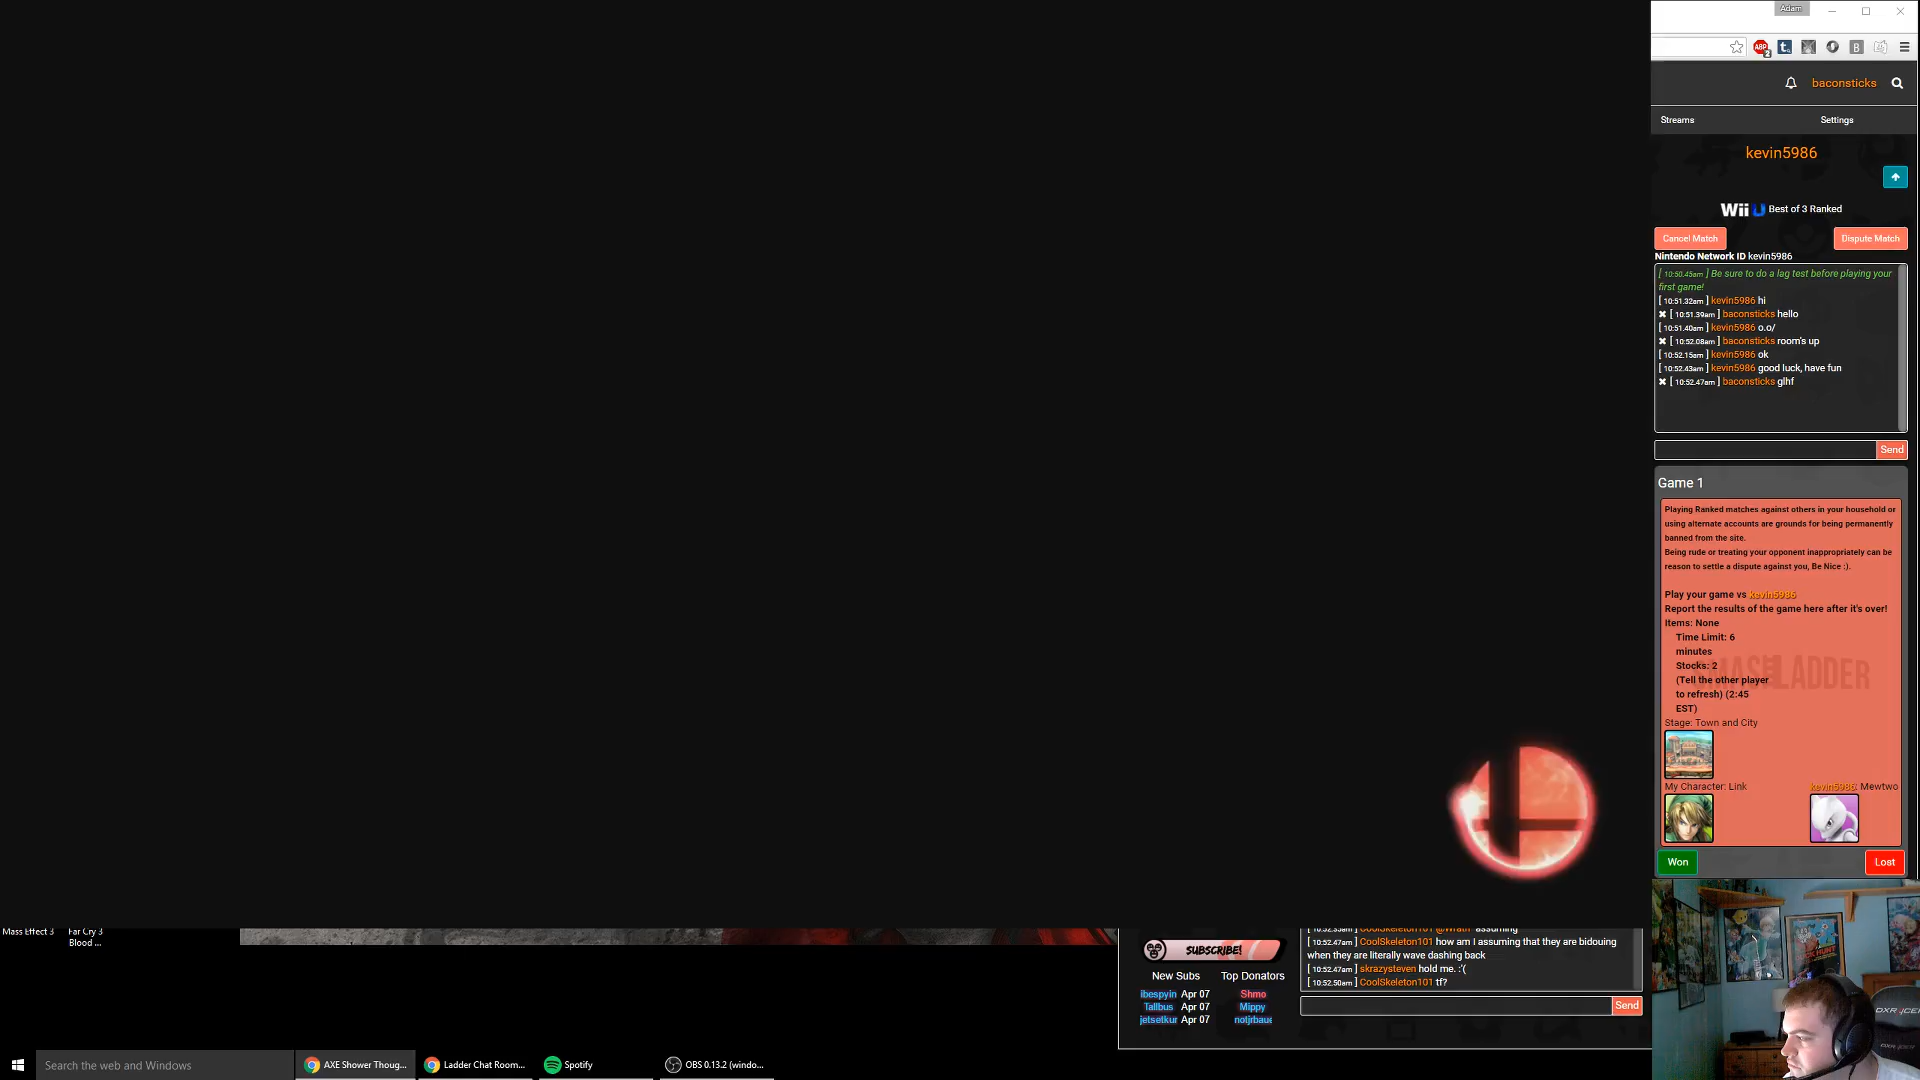 Adam
ABP
2
t
B
baconsticks
Streams
Settings
kevin5986
Wii U Best of 3 Ranked
Cancel Match
Dispute Match
Nintendo Network ID kevin5986
[ 10:50.45am ] Be sure to do a lag test before playing your
first game!
[ 10:51.32am ] kevin5986 hi
✖ [ 10:51.39am ] baconsticks hello
[ 10:51.40am ] kevin5986 o.o/
✖ [ 10:52.08am ] baconsticks room's up
[ 10:52.15am ] kevin5986 ok
[ 10:52.43am ] kevin5986 good luck, have fun
✖ [ 10:52.47am ] baconsticks glhf
Send
Game 1
Playing Ranked matches against others in your household or
using alternate accounts are grounds for being permanently
banned from the site.
Being rude or treating your opponent inappropriately can be
reason to settle a dispute against you, Be Nice :).
Play your game vs kevin5986
Report the results of the game here after it's over!
Items: None
Time Limit: 6
minutes
Stocks: 2
(Tell the other player
to refresh) (2:45
EST)
SMASHLADDER
Stage: Town and City
My Character: Link
kevin5986: Mewtwo
Won
Lost
Mass Effect 3
Far Cry 3
Blood ...
SUBSCRIBE!
New Subs
Top Donators
ibespyin Apr 07
Shmo
Tallbus Apr 07
Mippy
jetsetkur Apr 07
notjrbaue
CoolSkeleton101 @Wrath assuming
[ 10:52.47am ] CoolSkeleton101 how am I assuming that they are bidouing
when they are literally wave dashing back
[ 10:52.47am ] skrazysteven hold me. :'(
[ 10:52.50am ] CoolSkeleton101 tf?
Send
DXRACER
Search the web and Windows
AXE Shower Thoug...
Ladder Chat Room...
Spotify
OBS 0.13.2 (windo...